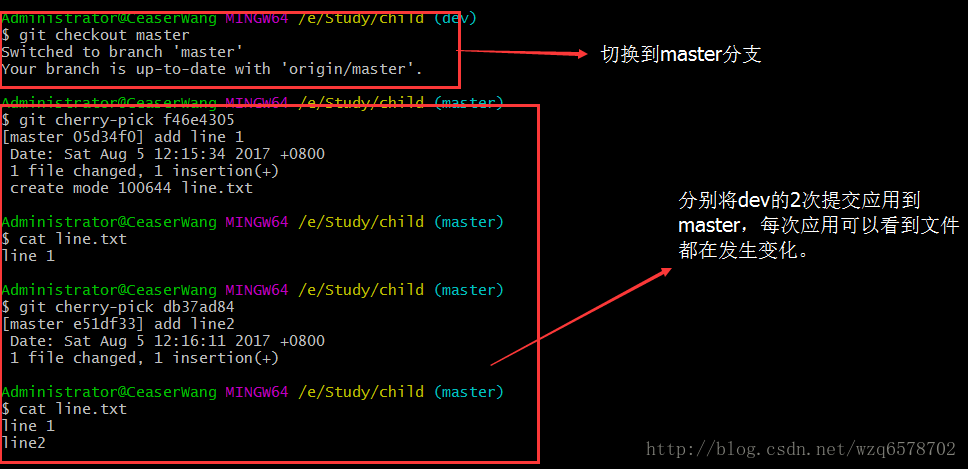 Administrator@CeaserWang MINGW64 /e/Study/child (dev)
$ git checkout master
Switched to branch 'master'
Your branch is up-to-date with 'origin/master'.
切换到master分支
Administrator@CeaserWang MINGW64 /e/Study/child (master)
$ git cherry-pick f46e4305
[master 05d34f0] add line 1
 Date: Sat Aug 5 12:15:34 2017 +0800
 1 file changed, 1 insertion(+)
 create mode 100644 line.txt
Administrator@CeaserWang MINGW64 /e/Study/child (master)
$ cat line.txt
line 1
Administrator@CeaserWang MINGW64 /e/Study/child (master)
$ git cherry-pick db37ad84
[master e51df33] add line2
 Date: Sat Aug 5 12:16:11 2017 +0800
 1 file changed, 1 insertion(+)
Administrator@CeaserWang MINGW64 /e/Study/child (master)
$ cat line.txt
line 1
line2
分别将dev的2次提交应用到
master，每次应用可以看到文件
都在发生变化。
http://blog.csdn.net/wzq6578702